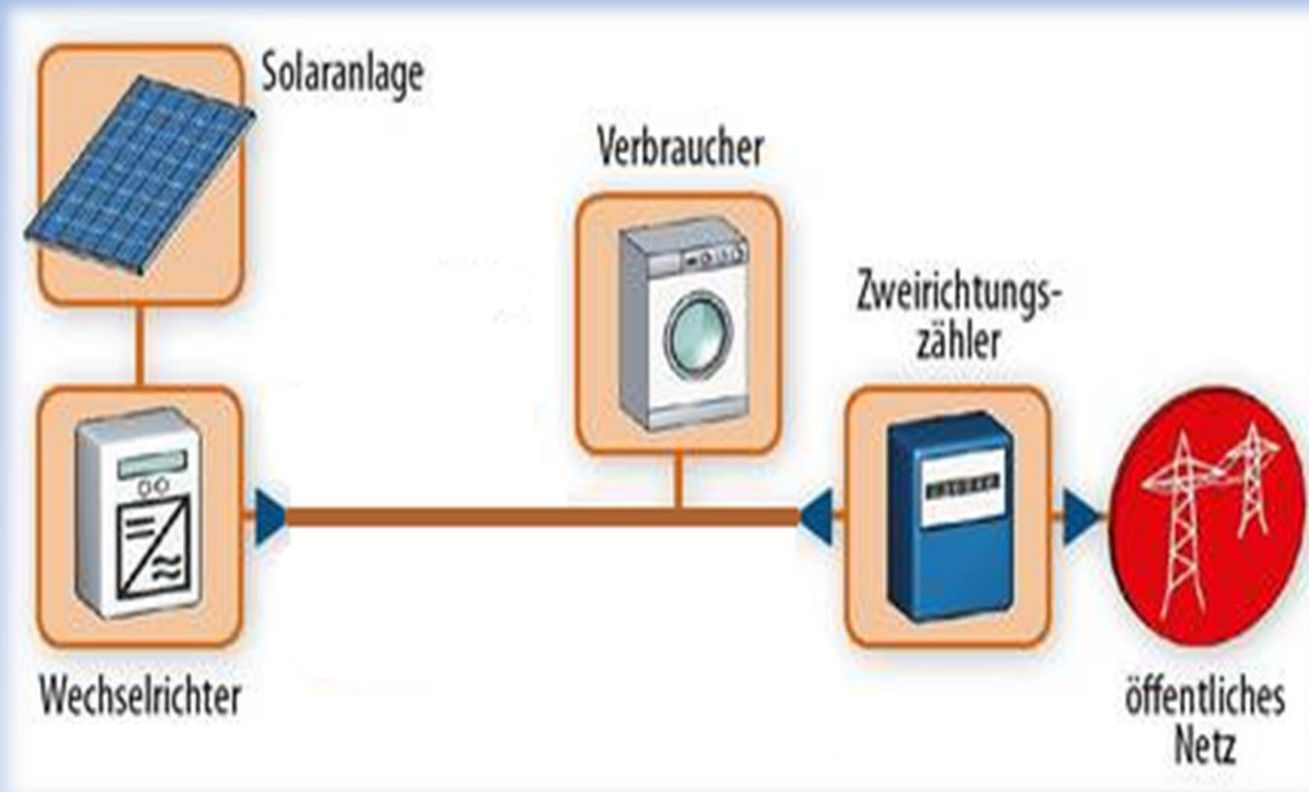 Solaranlage
Verbraucher
Zweirichtungs-
zähler
Wechselrichter
öffentliches
Netz